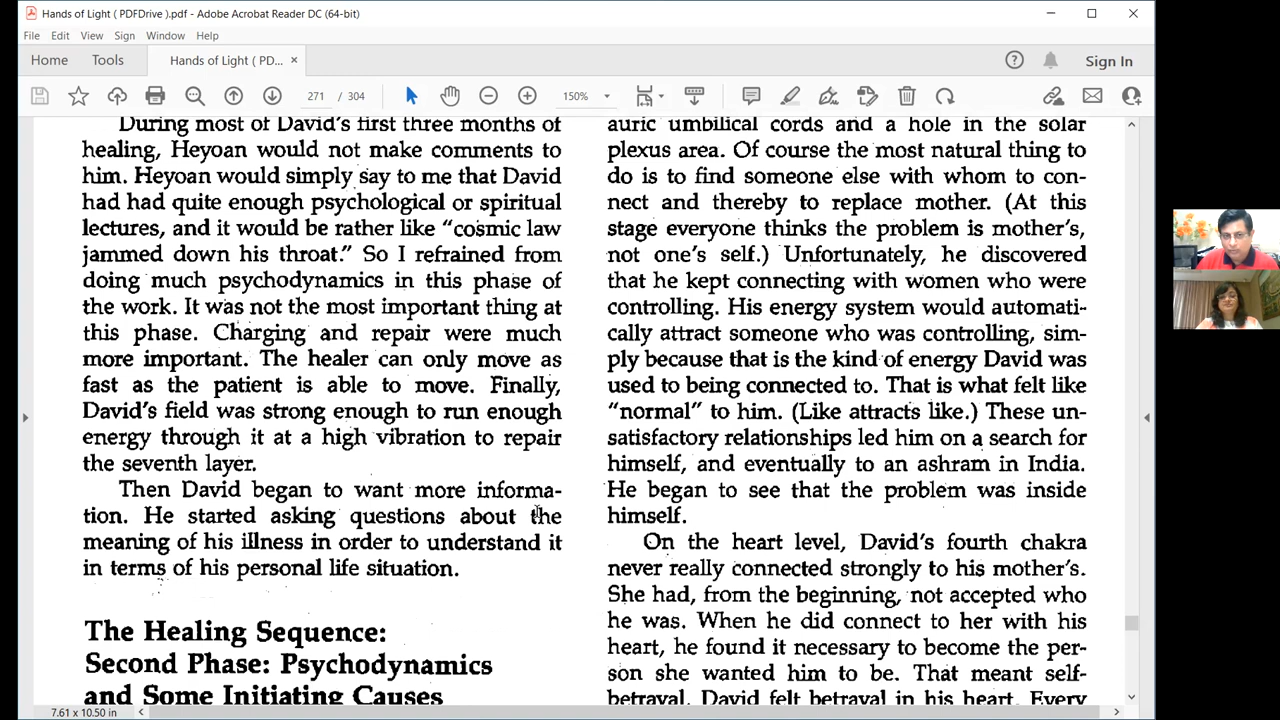 Hands of Light ( PDFDrive ).pdf - Adobe Acrobat Reader DC (64-bit)
File Edit View Sign Window Help
Home Tools Hands of Light ( PD... × Sign In
271 / 304 150%
During most of David's first three months of
healing, Heyoan would not make comments to
him. Heyoan would simply say to me that David
had had quite enough psychological or spiritual
lectures, and it would be rather like "cosmic law
jammed down his throat." So I refrained from
doing much psychodynamics in this phase of
the work. It was not the most important thing at
this phase. Charging and repair were much
more important. The healer can only move as
fast as the patient is able to move. Finally,
David's field was strong enough to run enough
energy through it at a high vibration to repair
the seventh layer.
Then David began to want more informa-
tion. He started asking questions about the
meaning of his illness in order to understand it
in terms of his personal life situation.
The Healing Sequence:
Second Phase: Psychodynamics
and Some Initiating Causes
auric umbilical cords and a hole in the solar
plexus area. Of course the most natural thing to
do is to find someone else with whom to con-
nect and thereby to replace mother. (At this
stage everyone thinks the problem is mother's,
not one's self.) Unfortunately, he discovered
that he kept connecting with women who were
controlling. His energy system would automati-
cally attract someone who was controlling, sim-
ply because that is the kind of energy David was
used to being connected to. That is what felt like
"normal" to him. (Like attracts like.) These un-
satisfactory relationships led him on a search for
himself, and eventually to an ashram in India.
He began to see that the problem was inside
himself.
On the heart level, David's fourth chakra
never really connected strongly to his mother's.
She had, from the beginning, not accepted who
he was. When he did connect to her with his
heart, he found it necessary to become the per-
son she wanted him to be. That meant self-
betrayal. David felt betrayal in his heart. Every
7.61 x 10.50 in